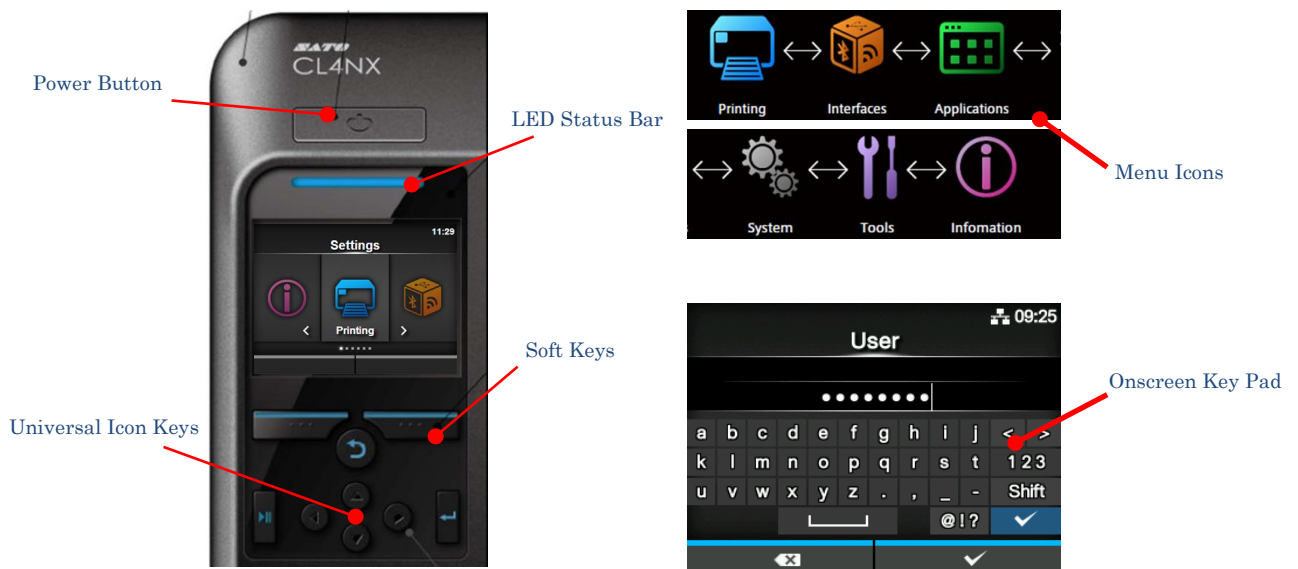 SATO
CL4NX
Power Button
LED Status Bar
11:29
Settings
Printing
< >
Soft Keys
Universal Icon Keys
Printing Interfaces Applications
Menu Icons
System Tools Infomation
09:25
User
a b c d e f g h i j < >
k l m n o p q r s t 123
u v w x y z . , _ - Shift
@!?
Onscreen Key Pad